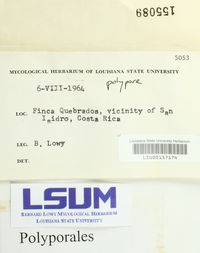 155089
5053
MYCOLOGICAL HERBARIUM OF LOUISIANA STATE UNIVERSITY
6-VIII-1964 polypore
LOC. Finca Quebrados, vicinity of San
Isidro, Costa Rica
LEG. B. Lowy
DET.
Louisiana State University Herbarium
LSUM
BERNARD LOWY MYCOLOGICAL HERBARIUM
LOUISIANA STATE UNIVERSITY
Polyporales